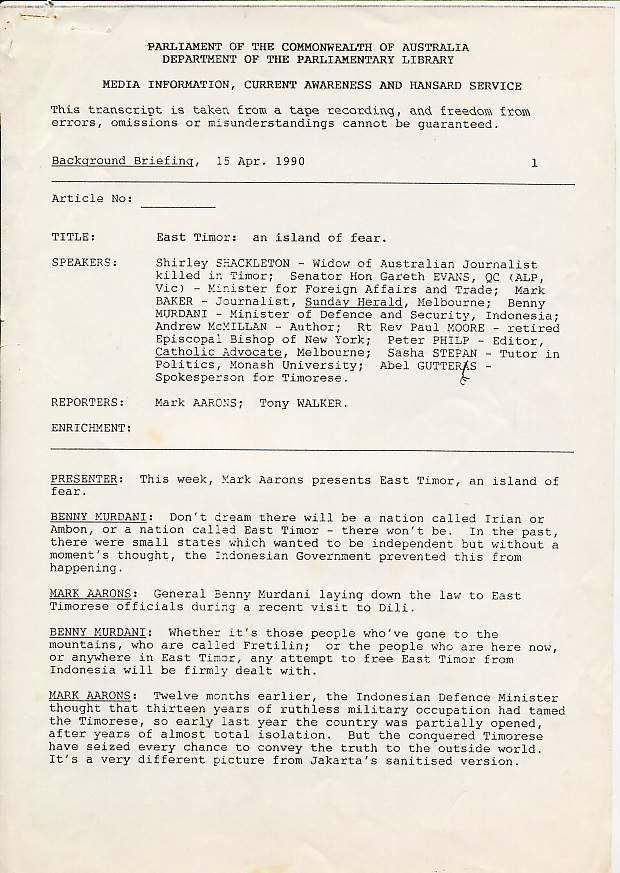 PARLIAMENT OF THE COMMONWEALTH OF AUSTRALIA
DEPARTMENT OF THE PARLIAMENTARY LIBRARY
MEDIA INFORMATION, CURRENT AWARENESS AND HANSARD SERVICE
This transcript is taken from a tape recording, and freedom from
errors, omissions or misunderstandings cannot be guaranteed.
Background Briefing, 15 Apr. 1990 1
Article No:
TITLE: East Timor: an island of fear.
SPEAKERS: Shirley SHACKLETON - Widow of Australian Journalist
killed in Timor; Senator Hon Gareth EVANS, QC (ALP,
Vic) - Minister for Foreign Affairs and Trade; Mark
BAKER - Journalist, Sunday Herald, Melbourne; Benny
MURDANI - Minister of Defence and Security, Indonesia;
Andrew McMILLAN - Author; Rt Rev Paul MOORE - retired
Episcopal Bishop of New York; Peter PHILP - Editor,
Catholic Advocate, Melbourne; Sasha STEPAN - Tutor in
Politics, Monash University; Abel GUTTERAS -
Spokesperson for Timorese.
REPORTERS: Mark AARONS; Tony WALKER.
ENRICHMENT:
PRESENTER: This week, Mark Aarons presents East Timor, an island of
fear.
BENNY MURDANI: Don't dream there will be a nation called Irian or
Ambon, or a nation called East Timor - there won't be. In the past,
there were small states which wanted to be independent but without a
moment's thought, the Indonesian Government prevented this from
happening.
MARK AARONS: General Benny Murdani laying down the law to East
Timorese officials during a recent visit to Dili.
BENNY MURDANI: Whether it's those people who've gone to the
mountains, who are called Fretilin; or the people who are here now,
or anywhere in East Timor, any attempt to free East Timor from
Indonesia will be firmly dealt with.
MARK AARONS: Twelve months earlier, the Indonesian Defence Minister
thought that thirteen years of ruthless military occupation had tamed
the Timorese, so early last year the country was partially opened,
after years of almost total isolation. But the conquered Timorese
have seized every chance to convey the truth to the outside world.
It's a very different picture from Jakarta's sanitised version.